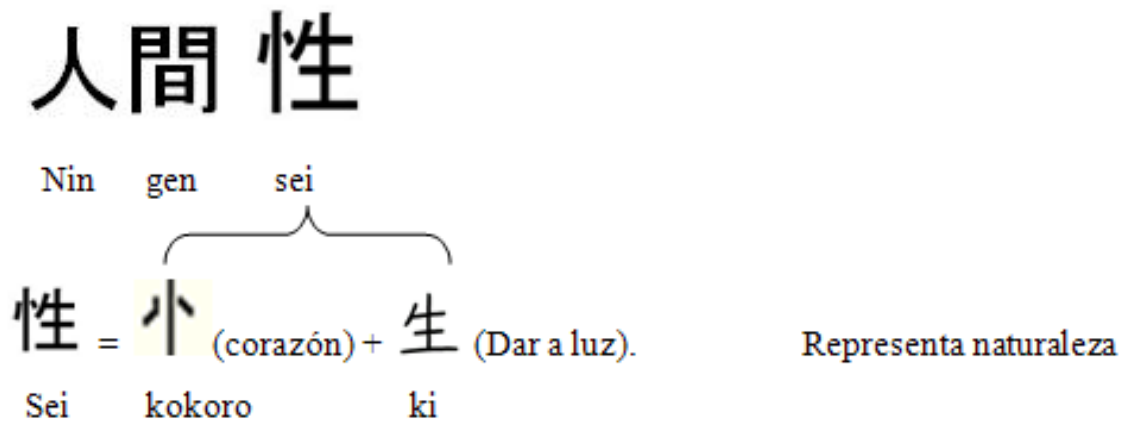 人間 性
Nin gen sei
性 = 忄 (corazón) + 生 (Dar a luz). Representa naturaleza
Sei kokoro ki